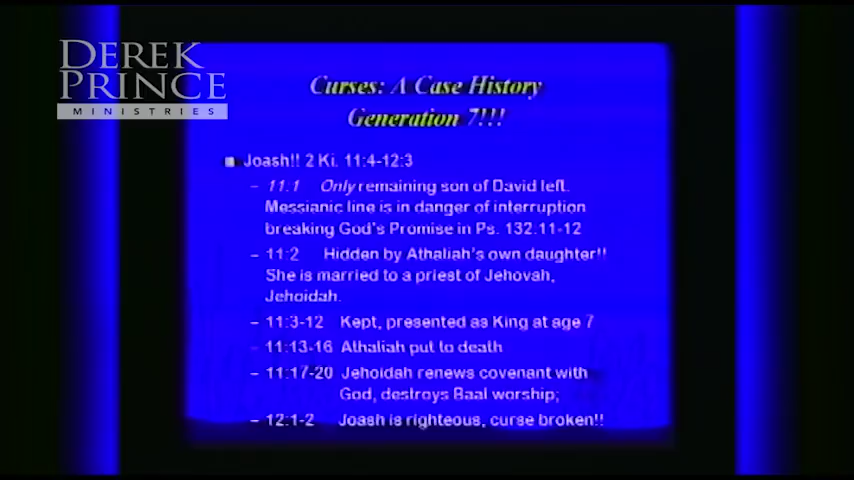 DEREK
PRINCE
MINISTRIES
Curses: A Case History
Generation 7!!!
Joash!! 2 Ki. 11:4-12:3
– 11:1 Only remaining son of David left.
Messianic line is in danger of interruption
breaking God's Promise in Ps. 132.11-12
– 11:2 Hidden by Athaliah's own daughter!!
She is married to a priest of Jehovah,
Jehoidah.
– 11:3-12 Kept, presented as King at age 7
– 11:13-16 Athaliah put to death
– 11:17-20 Jehoidah renews covenant with
God, destroys Baal worship;
– 12:1-2 Joash is righteous, curse broken!!